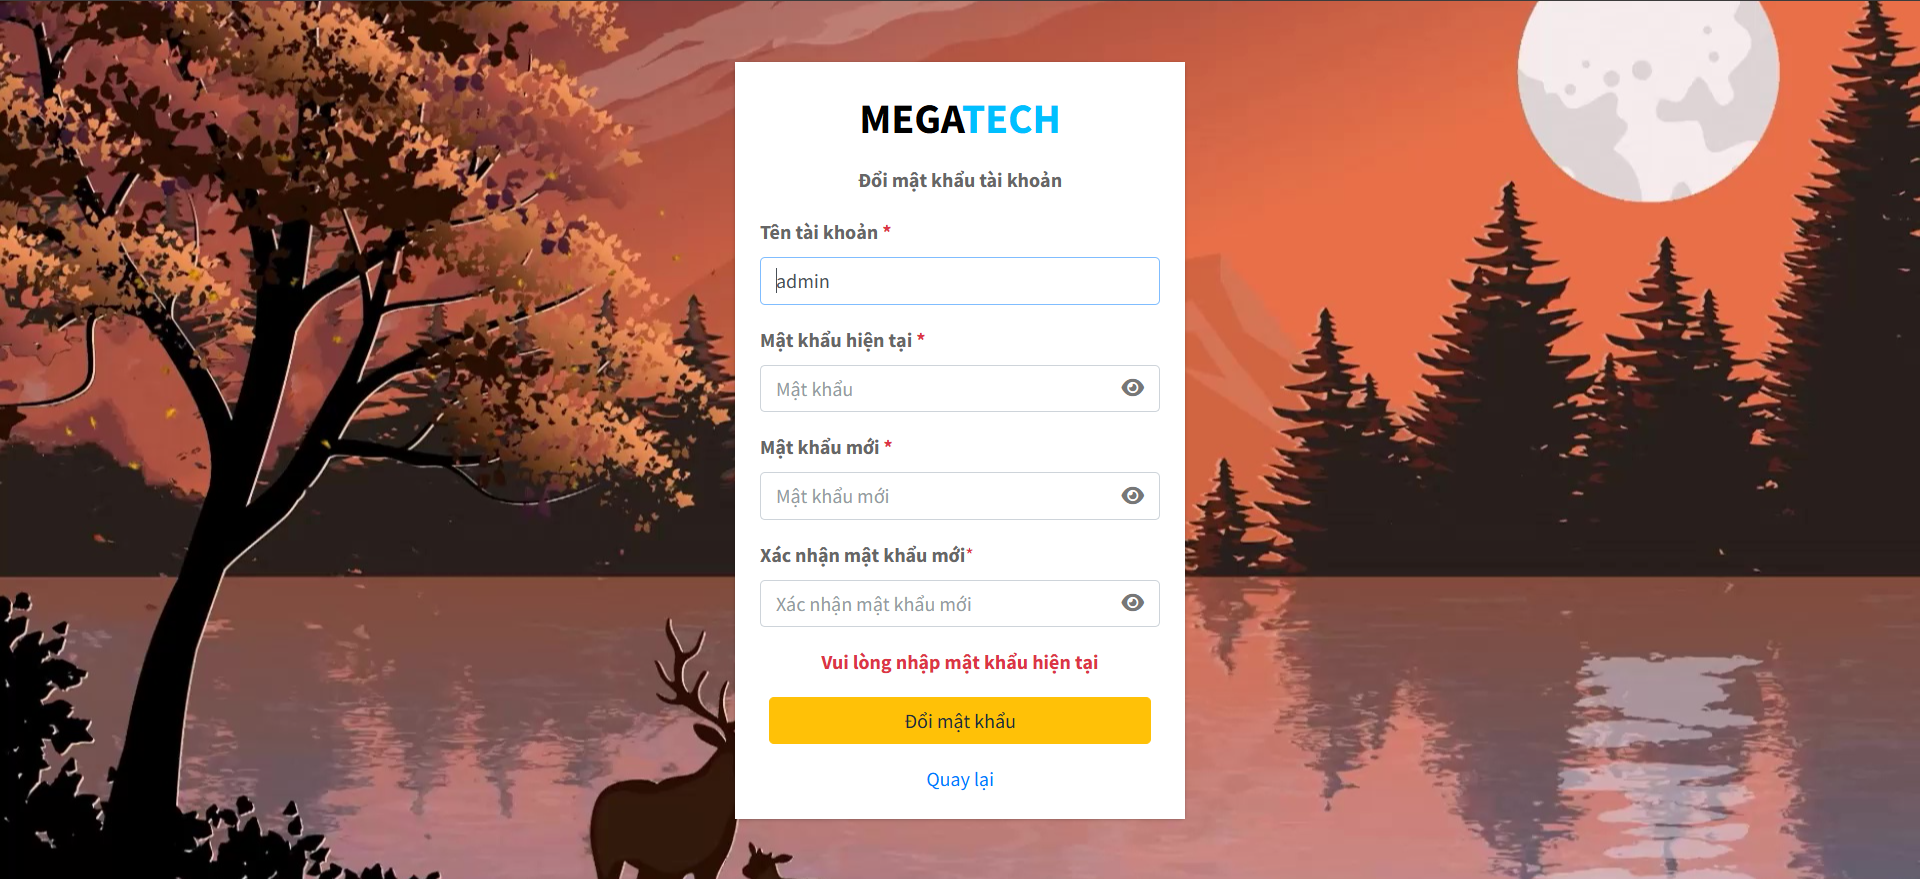 MEGATECH
Đổi mật khẩu tài khoản
Tên tài khoản *
admin
Mật khẩu hiện tại *
Mật khẩu
Mật khẩu mới *
Mật khẩu mới
Xác nhận mật khẩu mới*
Xác nhận mật khẩu mới
Vui lòng nhập mật khẩu hiện tại
Đổi mật khẩu
Quay lại